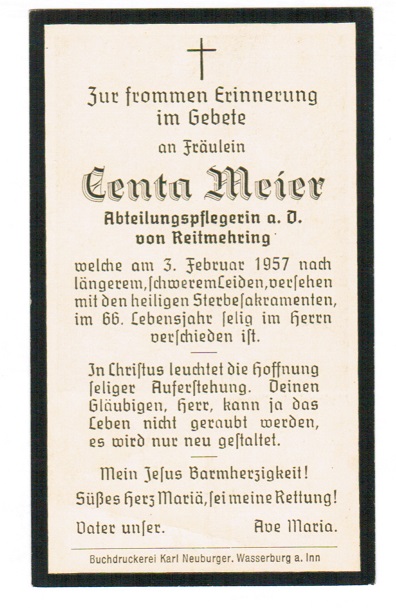 Zur frommen Erinnerung
im Gebete
an Fräulein
Centa Meier
Abteilungspflegerin a. D.
von Reitmehring
welche am 3. Februar 1957 nach
längerem, schwerem Leiden, versehen
mit den heiligen Sterbesakramenten,
im 66. Lebensjahr selig im Herrn
verschieden ist.
In Christus leuchtet die Hoffnung
seliger Auferstehung. Deinen
Gläubigen, Herr, kann ja das
Leben nicht geraubt werden,
es wird nur neu gestaltet.
Mein Jesus Barmherzigkeit!
Süßes Herz Mariä, sei meine Rettung!
Vater unser. Ave Maria.
Buchdruckerei Karl Neuburger. Wasserburg a. Inn